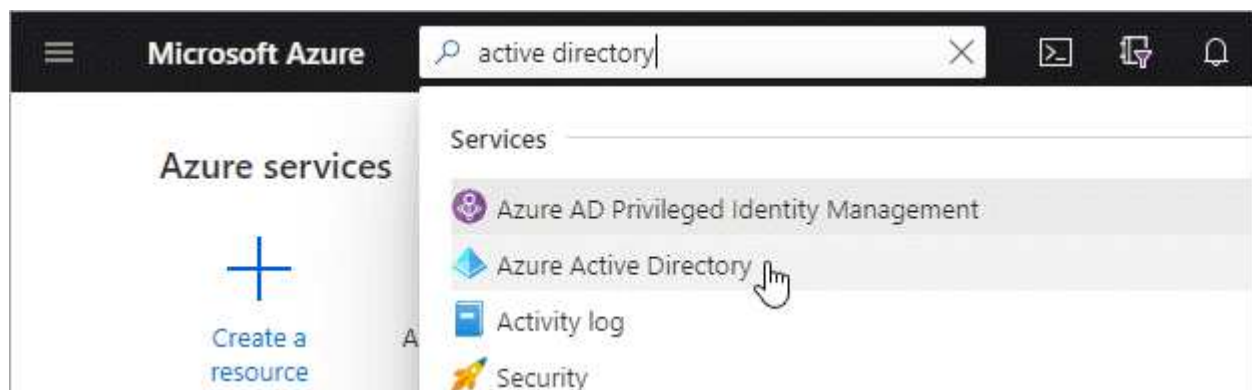 Microsoft Azure
active directory
Azure services
Create a
resource
A
Services
Azure AD Privileged Identity Management
Azure Active Directory
Activity log
Security